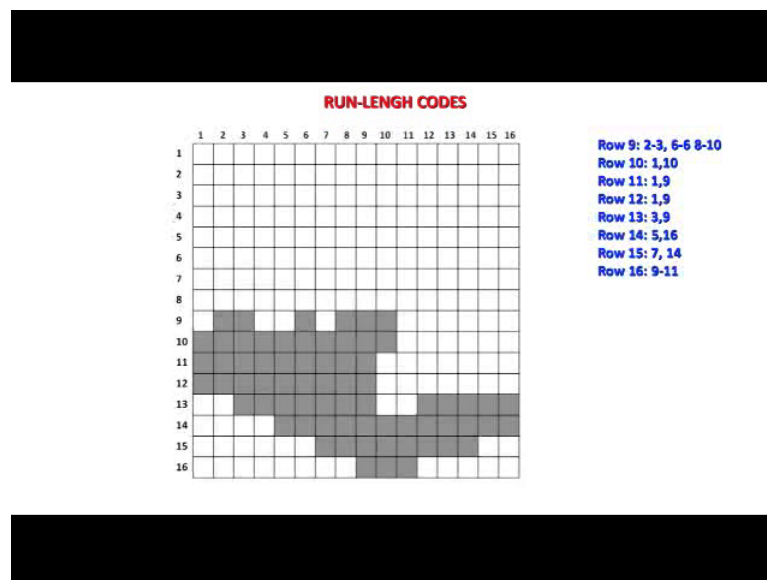 RUN-LENGH CODES
1 2 3 4 5 6 7 8 9 10 11 12 13 14 15 16
1
2
3
4
5
6
7
8
9
10
11
12
13
14
15
16
Row 9: 2-3, 6-6 8-10
Row 10: 1,10
Row 11: 1,9
Row 12: 1,9
Row 13: 3,9
Row 14: 5,16
Row 15: 7, 14
Row 16: 9-11